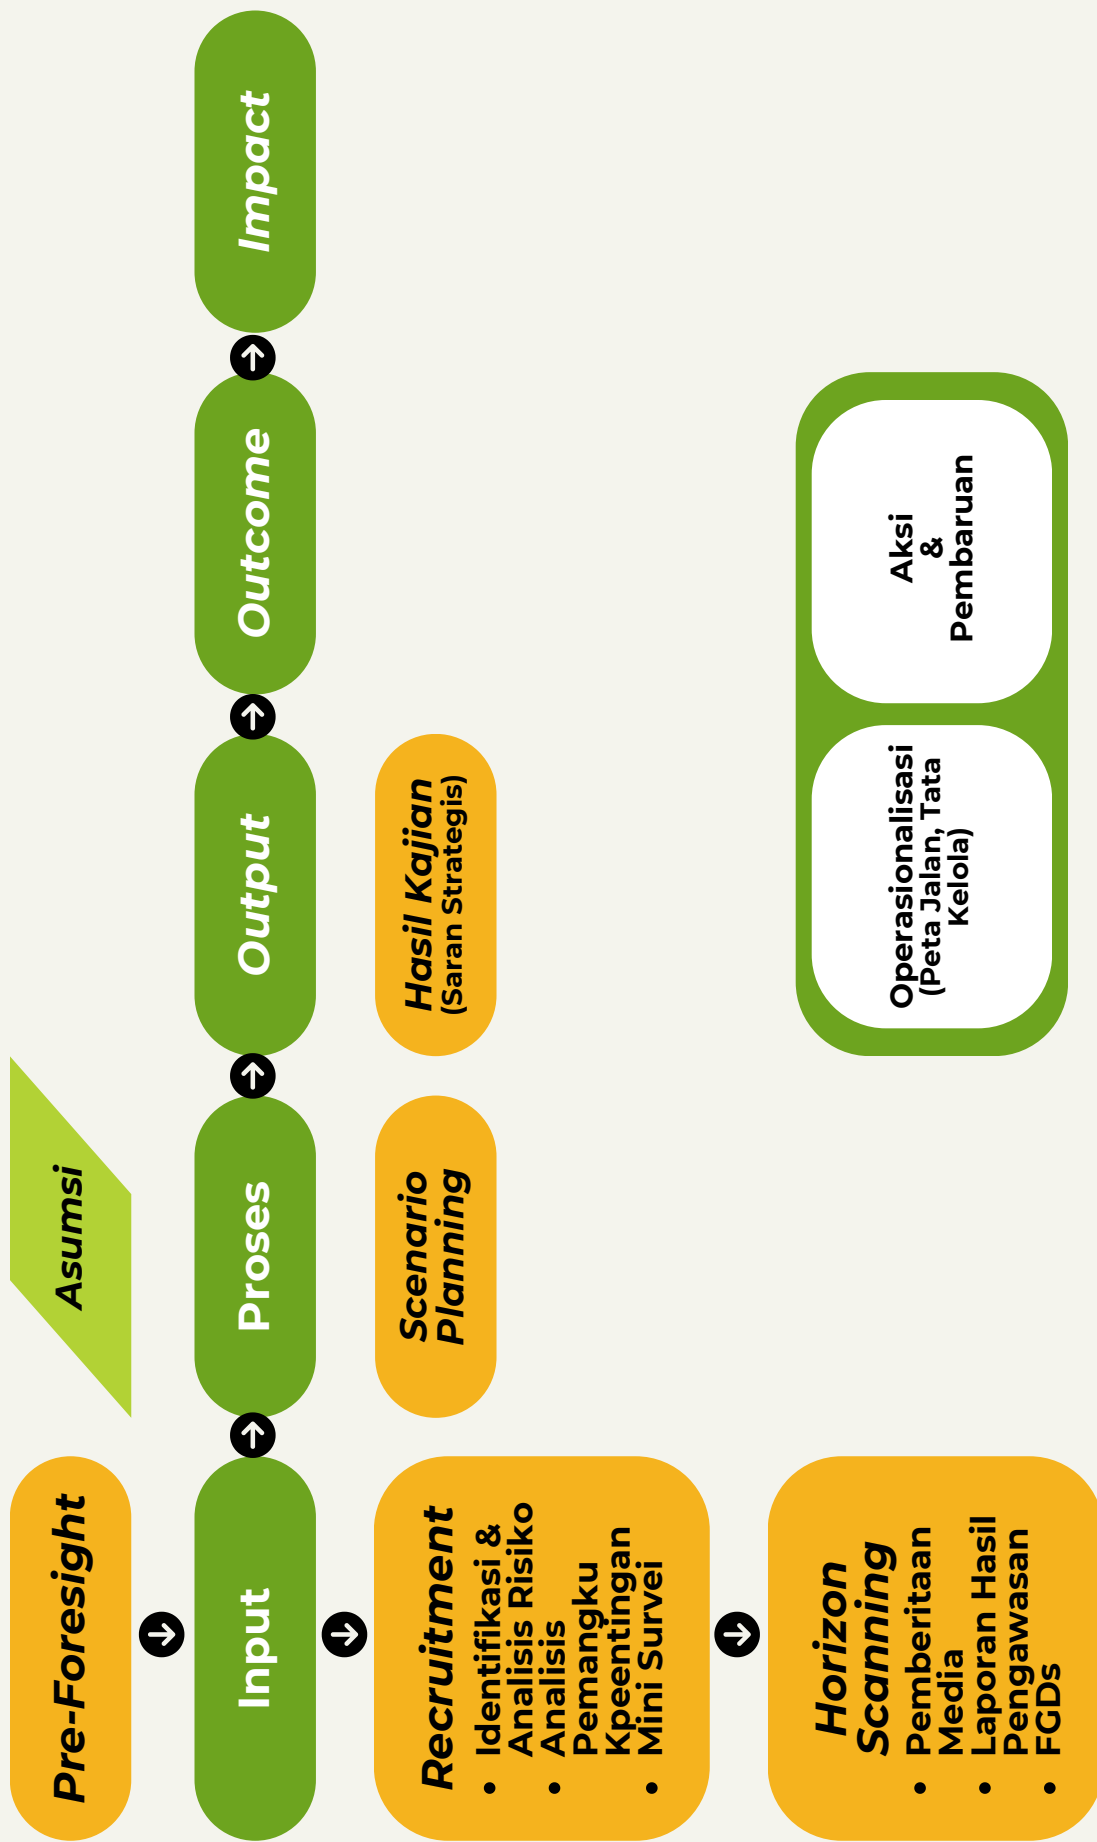 Pre-Foresight
Asumsi
Input
Proses
Output
Outcome
Impact
Recruitment
• Identifikasi &
Analisis Risiko
• Analisis
Pemangku
Kpeentingan
• Mini Survei
Scenario
Planning
Hasil Kajian
(Saran Strategis)
Horizon
Scanning
• Pemberitaan
Media
• Laporan Hasil
Pengawasan
• FGDs
Operasionalisasi
(Peta Jalan, Tata
Kelola)
Aksi
&
Pembaruan